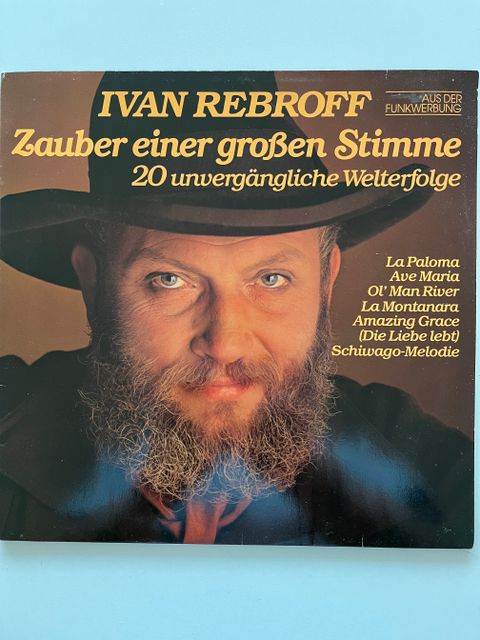 IVAN REBROFF
AUS DER
FUNKWERBUNG
Zauber einer großen Stimme
20 unvergängliche Welterfolge
La Paloma
Ave Maria
Ol' Man River
La Montanara
Amazing Grace
(Die Liebe lebt)
Schiwago-Melodie